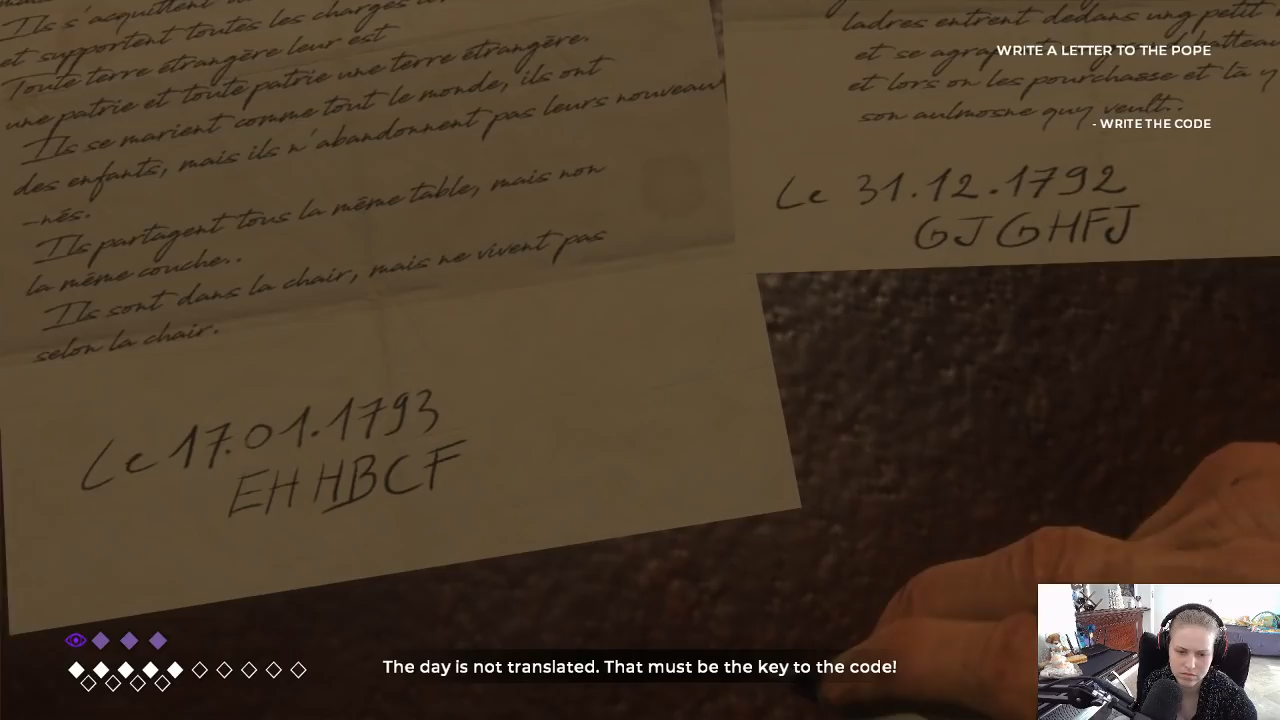 Ils s'acquittent
et supportent toutes les charges
Toute terre étrangère leur est
une patrie et toute patrie une terre étrangère.
Ils se marient comme tout le monde, ils ont
des enfants, mais ils n'abandonnent pas leurs nouveau
-nés.
Ils partagent tous la même table, mais non
la même couche..
Ils sont dans la chair, mais ne vivent pas
selon la chair.
Le 17.01.1793
EHHBCF
ladres entrent dedans ung petit
et se
et lors on les pourchasse et là
son aulmosne quy veult..
Le 31.12.1792
GJGHFJ
WRITE A LETTER TO THE POPE
- WRITE THE CODE
The day is not translated. That must be the key to the code!